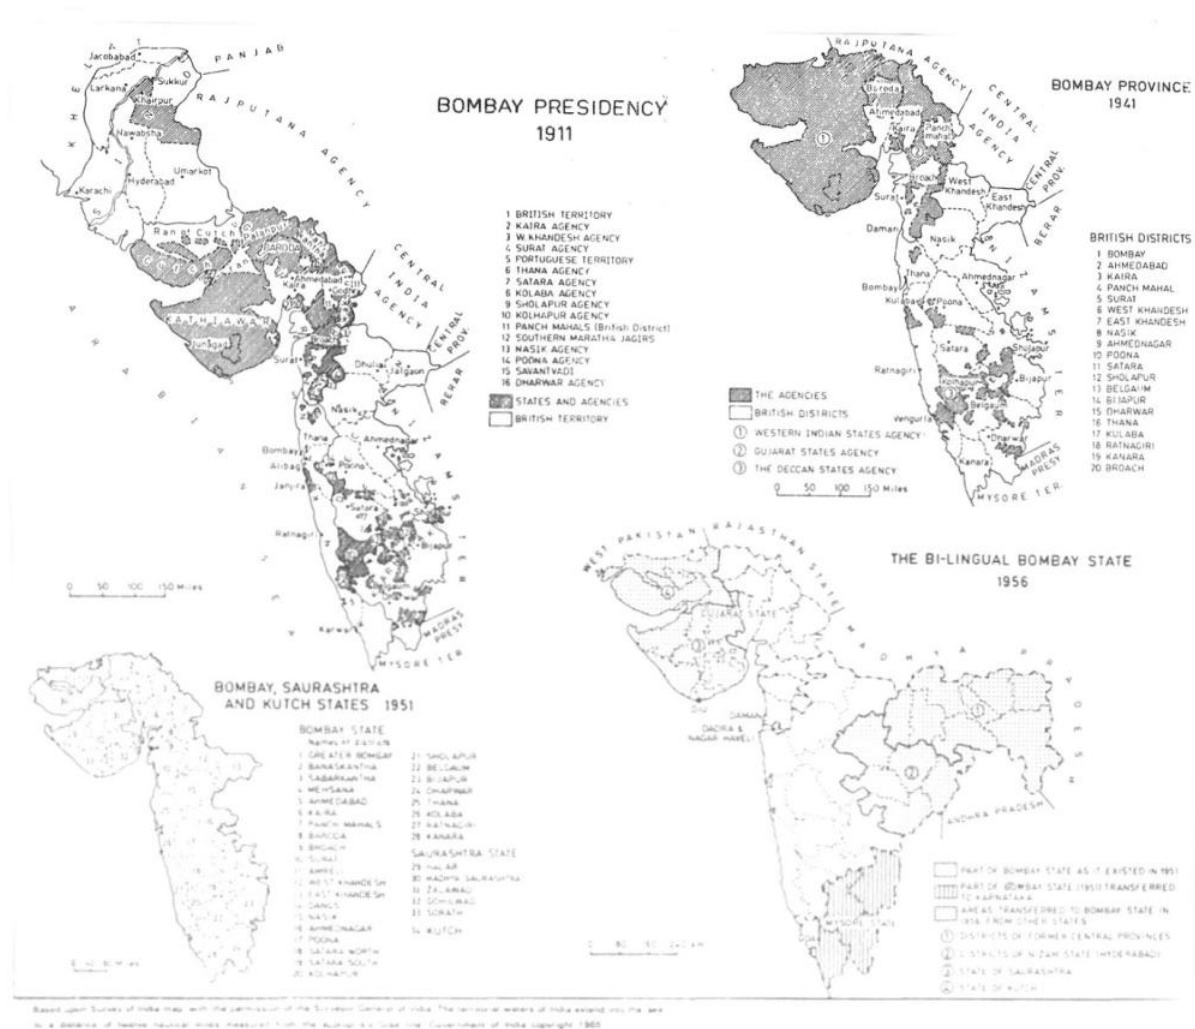 BOMBAY PRESIDENCY
1911
PANJAB
RAJPUTANA AGENCY
CENTRAL INDIA AGENCY
CENTRAL PROV.
BERAR
NIZAMS TER
MADRAS PRESY
MYSORE TER.
ARABIAN
Jacobabad
Sukkur
Larkana
Khairpur
Nawabsha
Umarkot
Hyderabad
Karachi
Ran of Cutch
Palanpur
BARODA
CUTCH
Ahmedabad
Kaira
Godhra
KATHIAWAR
Junagad
Surat
Dhulia
Jalgaon
Nasik
Thana
Bombay
Ahmednagar
Alibag
Poona
Janjira
Satara
Ratnagiri
Bijapur
Belgaum
Karwar
1 BRITISH TERRITORY
2 KAIRA AGENCY
3 W.KHANDESH AGENCY
4 SURAT AGENCY
5 PORTUGUESE TERRITORY
6 THANA AGENCY
7 SATARA AGENCY
8 KOLABA AGENCY
9 SHOLAPUR AGENCY
10 KOLHAPUR AGENCY
11 PANCH MAHALS (British District)
12 SOUTHERN MARATHA JAGIRS
13 NASIK AGENCY
14 POONA AGENCY
15 SAVANTVADI
16 DHARWAR AGENCY
STATES AND AGENCIES
BRITISH TERRITORY
0 50 100 150 Miles
BOMBAY PROVINCE
1941
RAJPUTANA AGENCY
CENTRAL INDIA AGENCY
CENTRAL PROV.
BERAR
NIZAMS TER
MADRAS PRESY
MYSORE TER.
Baroda
Ahmedabad
Kaira
Panch mahal
Broach
West Khandesh
East Khandesh
Surat
Daman
Nasik
Thana
Ahmednagar
Bombay
Kulaba
Poona
Satara
Sholapur
Ratnagiri
Kolhapur
Bijapur
Belgaum
Vengurla
Dharwar
Kanara
BRITISH DISTRICTS
1 BOMBAY
2 AHMEDABAD
3 KAIRA
4 PANCH MAHAL
5 SURAT
6 WEST KHANDESH
7 EAST KHANDESH
8 NASIK
9 AHMEDNAGAR
10 POONA
11 SATARA
12 SHOLAPUR
13 BELGAUM
14 BIJAPUR
15 DHARWAR
16 THANA
17 KULABA
18 RATNAGIRI
19 KANARA
20 BROACH
THE AGENCIES
BRITISH DISTRICTS
① WESTERN INDIAN STATES AGENCY
② GUJARAT STATES AGENCY
③ THE DECCAN STATES AGENCY
0 50 100 150 Miles
BOMBAY, SAURASHTRA
AND KUTCH STATES 1951
BOMBAY STATE
Names of districts
1 GREATER BOMBAY
2 BANASKANTHA
3 SABARKANTHA
4 MEHSANA
5 AHMEDABAD
6 KAIRA
7 PANCH MAHALS
8 BARODA
9 BROACH
10 SURAT
11 AMRELI
12 WEST KHANDESH
13 EAST KHANDESH
14 DANGS
15 NASIK
16 AHMEDNAGAR
17 POONA
18 SATARA NORTH
19 SATARA SOUTH
20 KOLHAPUR
21 SHOLAPUR
22 BELGAUM
23 BIJAPUR
24 DHARWAR
25 THANA
26 KOLABA
27 RATNAGIRI
28 KANARA
SAURASHTRA STATE
29 HALAR
30 MADHYA SAURASHTRA
31 ZALAWAD
32 GOHILWAD
33 SORATH
34 KUTCH
THE BI-LINGUAL BOMBAY STATE
1956
WEST PAKISTAN
RAJASTHAN STATE
MADHYA PRADESH
GUJARAT STATE
DIU
DAMAN
DADRA &
NAGAR HAVELI
ANDHRA PRADESH
MYSORE STATE
GOA
PART OF BOMBAY STATE AS IT EXISTED IN 1951
PART OF BOMBAY STATE (1951) TRANSFERRED
TO KARNATAKA
AREAS TRANSFERRED TO BOMBAY STATE IN
1956 FROM OTHER STATES
① DISTRICTS OF FORMER CENTRAL PROVINCES
② DISTRICTS OF NIZAM STATE (HYDERABAD)
③ STATE OF SAURASHTRA
④ STATE OF KUTCH
Based upon Survey of India map with the permission of the Surveyor General of India. The territorial waters of India extend into the sea
to a distance of twelve nautical miles measured from the appropriate base line. Government of India copyright